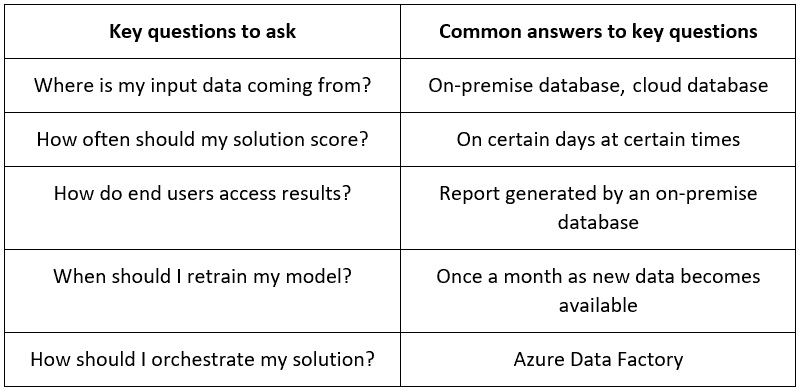 Key questions to ask
Common answers to key questions
Where is my input data coming from?
On-premise database, cloud database
How often should my solution score?
On certain days at certain times
How do end users access results?
Report generated by an on-premise
database
When should I retrain my model?
Once a month as new data becomes
available
How should I orchestrate my solution?
Azure Data Factory